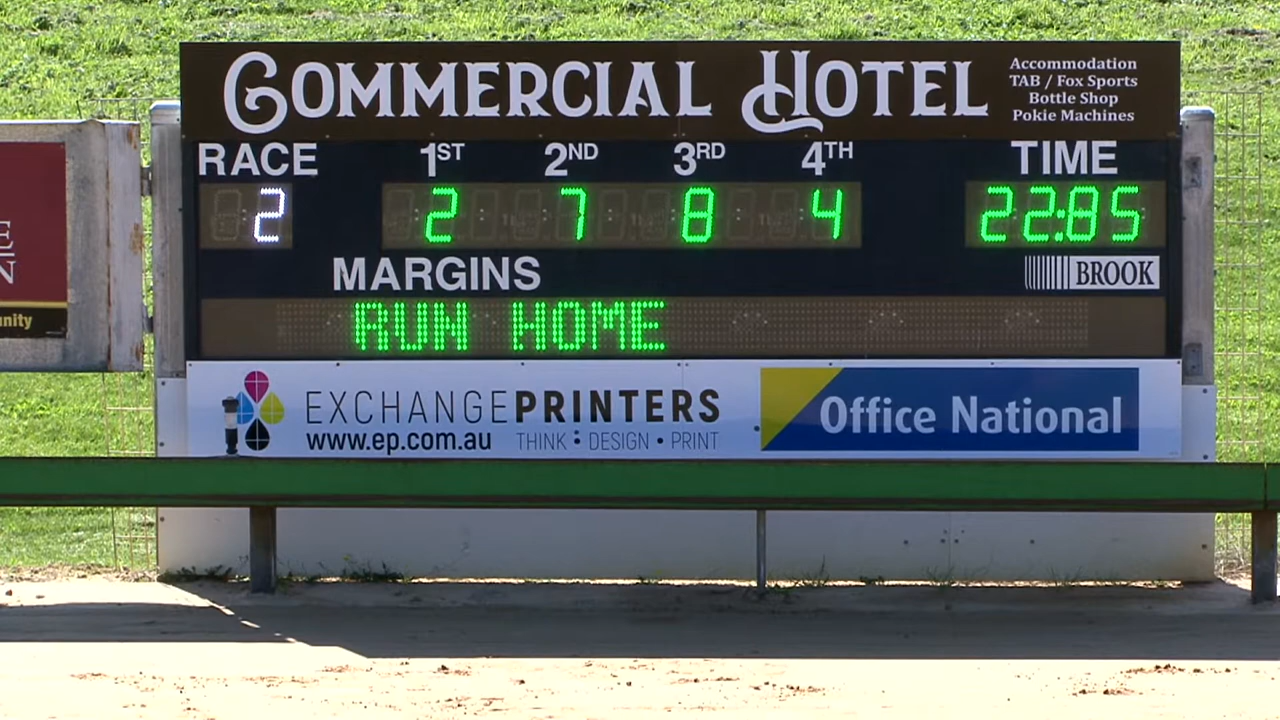 COMMERCIAL HOTEL
Accommodation
TAB / Fox Sports
Bottle Shop
Pokie Machines
RACE 1ST 2ND 3RD 4TH TIME
2 2 7 8 4 22:85
MARGINS
BROOK
RUN HOME
E
N
nity
EXCHANGEPRINTERS
www.ep.com.au THINK • DESIGN • PRINT
Office National